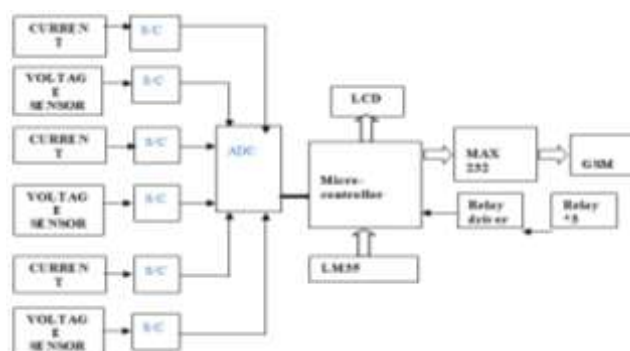 CURREN
T
S/C
VOLTAG
E
SENSOR
S/C
CURREN
T
S/C
VOLTAG
E
SENSOR
S/C
CURREN
T
S/C
VOLTAG
E
SENSOR
S/C
ADC
LCD
Micro-
controller
LM35
MAX
232
GSM
Relay
driver
Relay